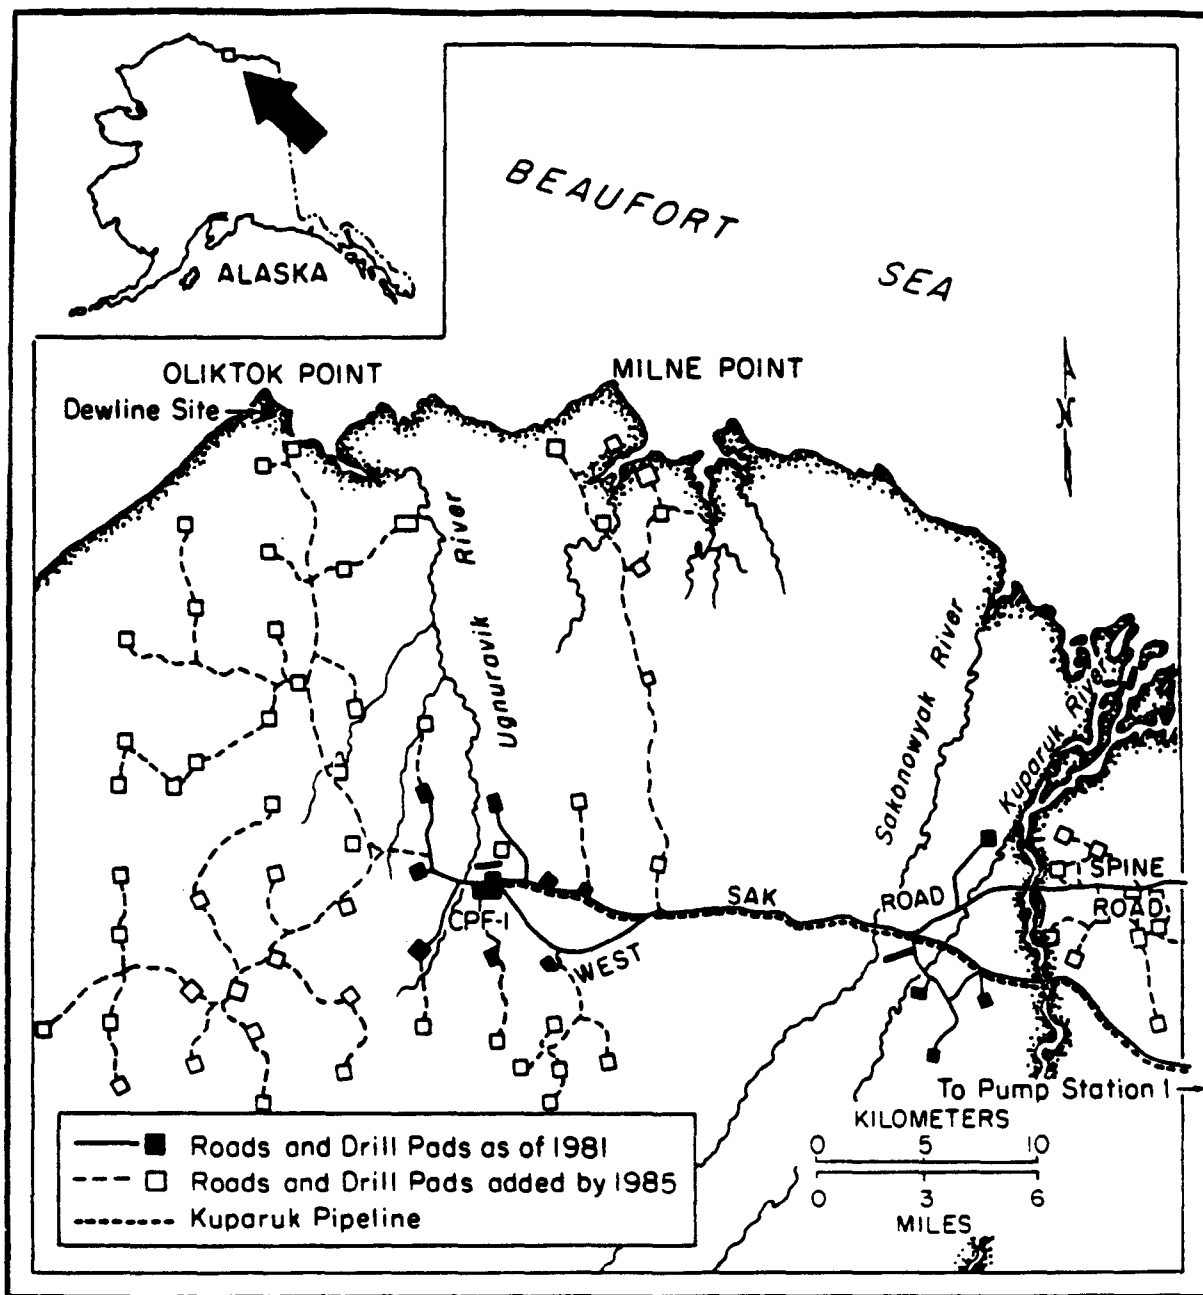 ALASKA
BEAUFORT
SEA
OLIKTOK POINT
MILNE POINT
Dewline Site
N
River
Ugnuravik
Sakonowyak River
Kuparuk River
SPINE
ROAD
SAK
ROAD
CPF-1
WEST
To Pump Station 1
Roads and Drill Pads as of 1981
Roads and Drill Pads added by 1985
Kuparuk Pipeline
KILOMETERS
0 5 10
0 3 6
MILES